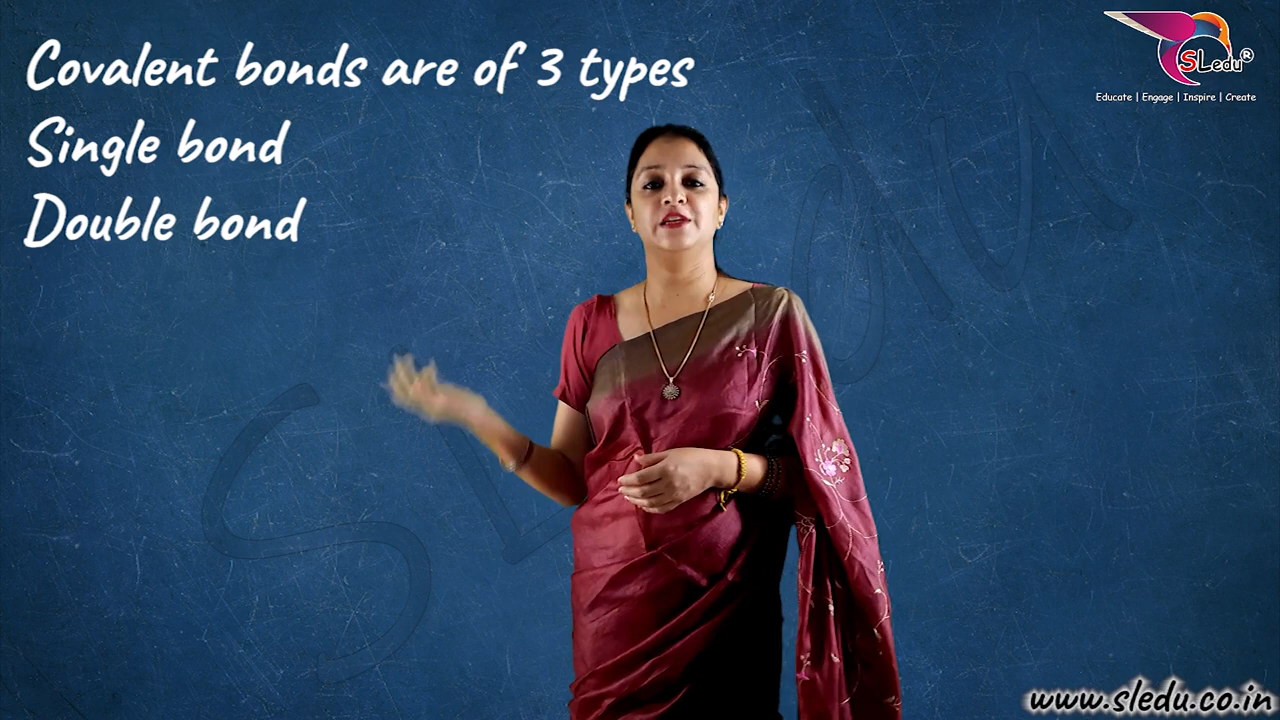 Covalent bonds are of 3 types
Single bond
Double bond
SLedu®
Educate | Engage | Inspire | Create
SLedu
www.sledu.co.in